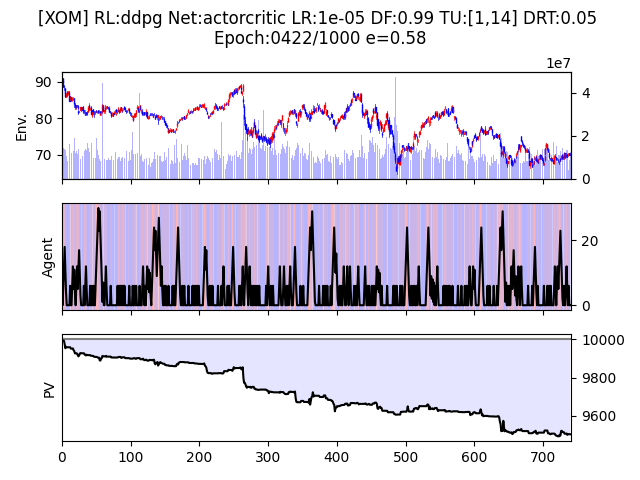 [XOM] RL:ddpg Net:actorcritic LR:1e-05 DF:0.99 TU:[1,14] DRT:0.05
Epoch:0422/1000 e=0.58
1e7
Env.
90
80
70
4
2
0
Agent
20
0
PV
10000
9800
9600
0 100 200 300 400 500 600 700